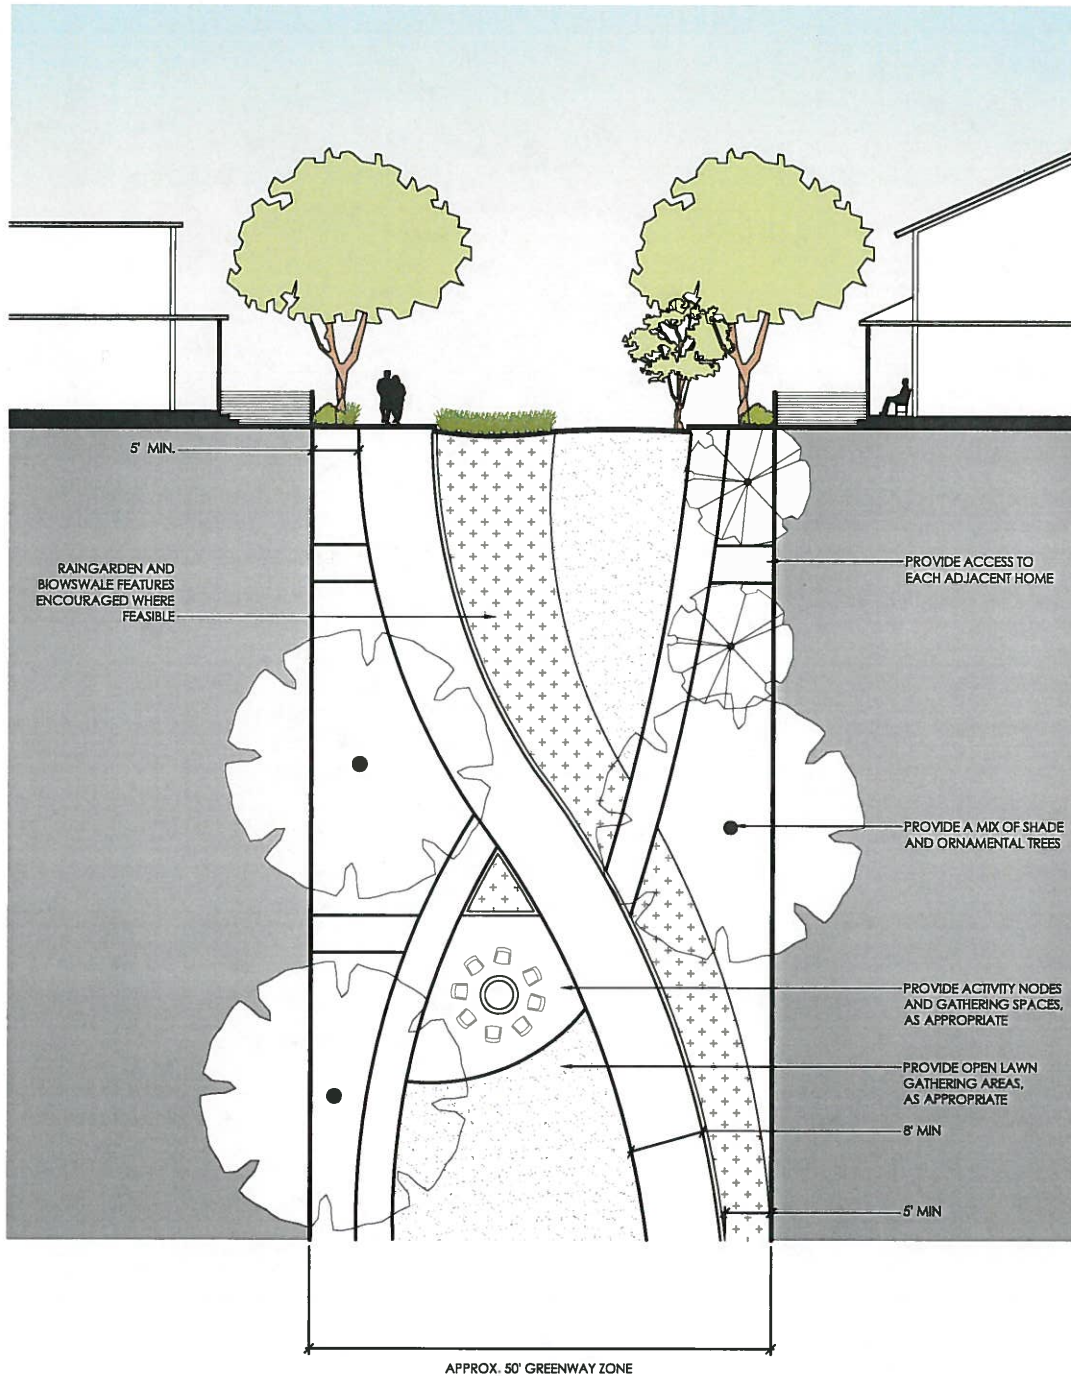 5' MIN.
RAINGARDEN AND
BIOWSWALE FEATURES
ENCOURAGED WHERE
FEASIBLE
PROVIDE ACCESS TO
EACH ADJACENT HOME
PROVIDE A MIX OF SHADE
AND ORNAMENTAL TREES
PROVIDE ACTIVITY NODES
AND GATHERING SPACES,
AS APPROPRIATE
PROVIDE OPEN LAWN
GATHERING AREAS,
AS APPROPRIATE
8' MIN
5' MIN
APPROX. 50' GREENWAY ZONE